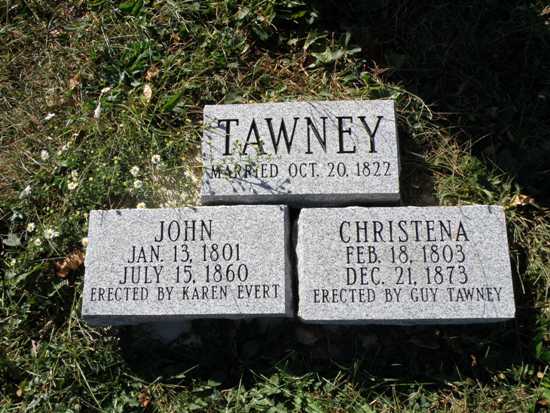 TAWNEY
MARRIED OCT. 20, 1822
JOHN
JAN. 13, 1801
JULY 15, 1860
ERECTED BY KAREN EVERT
CHRISTENA
FEB. 18, 1803
DEC. 21, 1873
ERECTED BY GUY TAWNEY